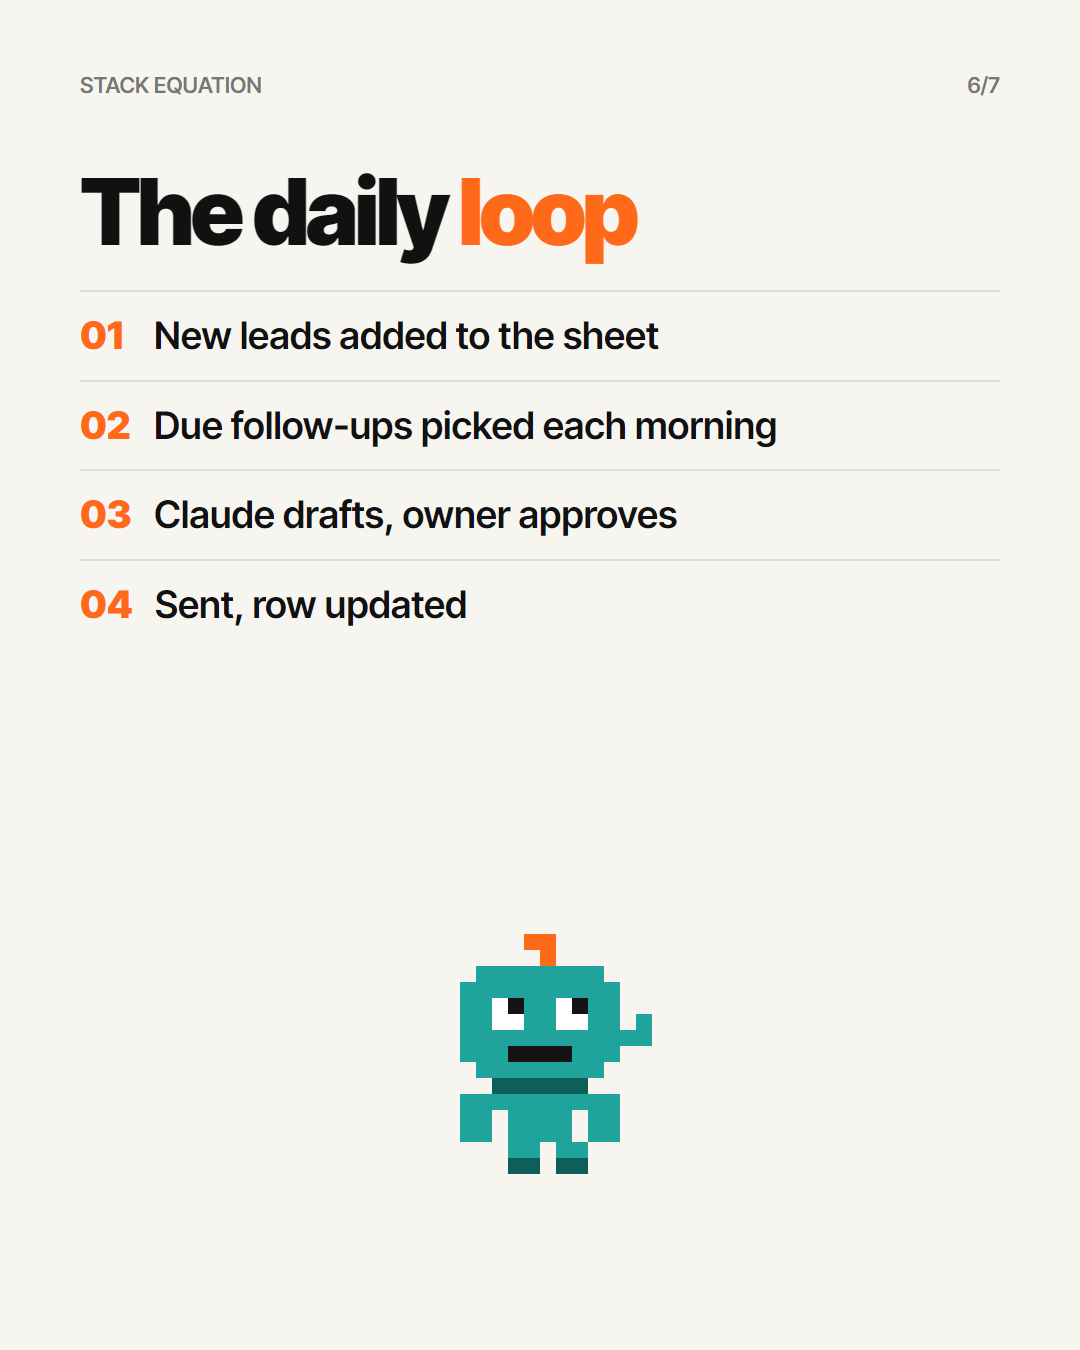 STACK EQUATION
6/7
The daily loop
01 New leads added to the sheet
02 Due follow-ups picked each morning
03 Claude drafts, owner approves
04 Sent, row updated